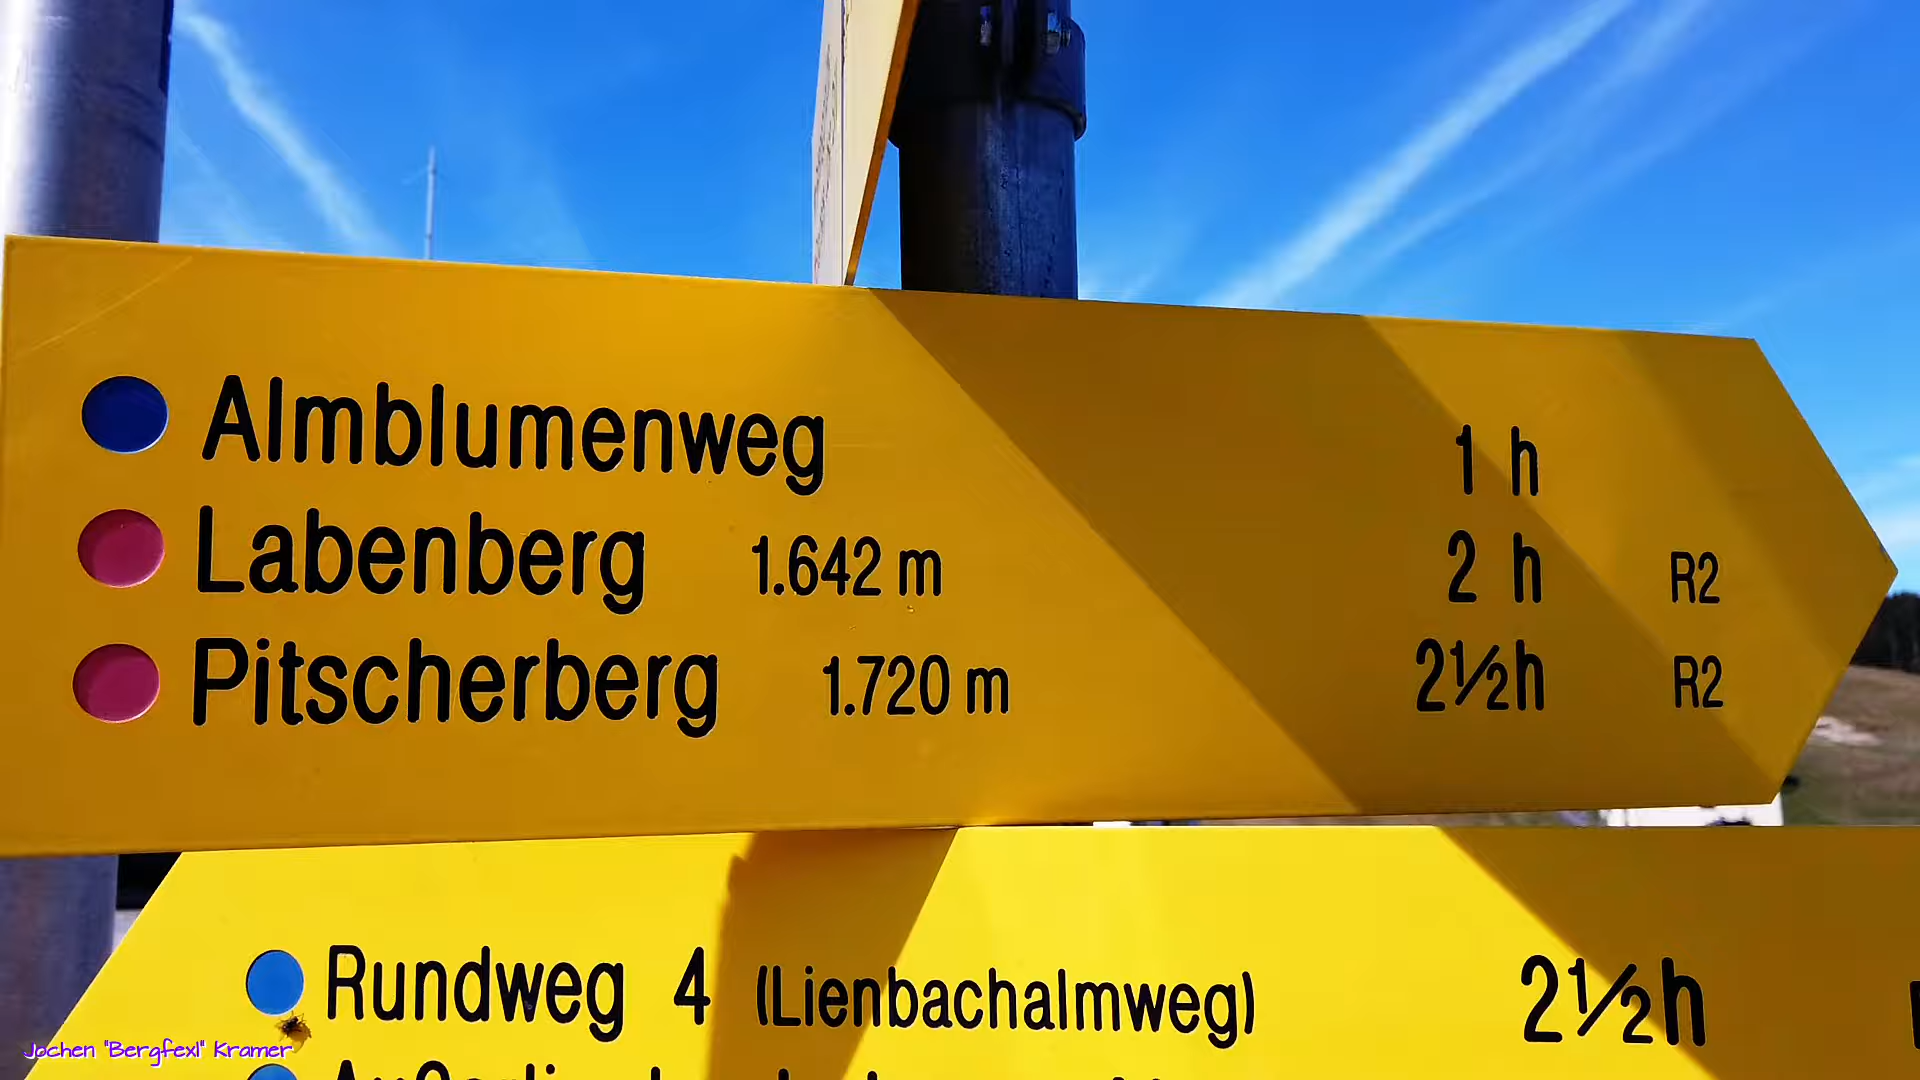 Almblumenweg 1 h
Labenberg 1.642 m 2 h R2
Pitscherberg 1.720 m 2½h R2
Rundweg 4 (Lienbachalmweg) 2½h
Jochen "Bergfexl" Kramer